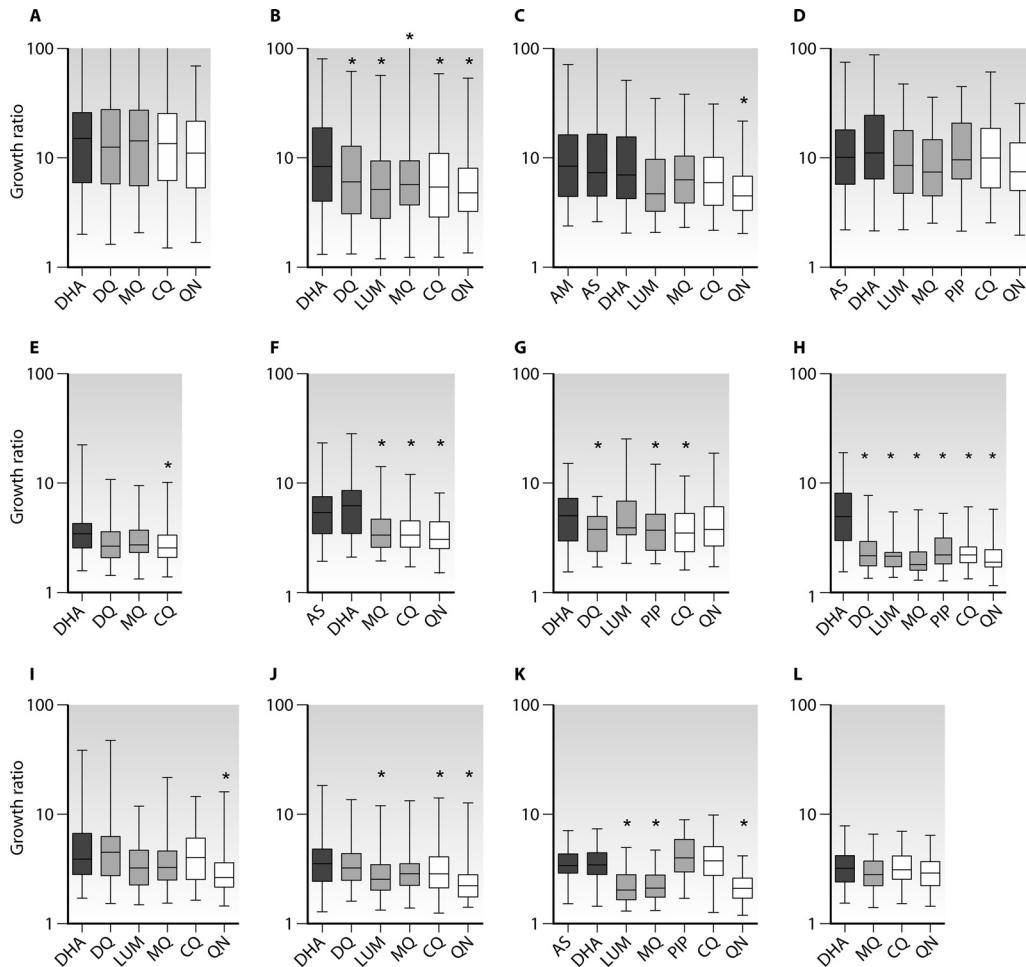 A B C D
Growth ratio
100 100 100 100
10 10 10 10
1 1 1 1
DHA DQ MQ CQ QN
* * * * *
DHA DQ LUM MQ CQ QN
*
AM AS DHA LUM MQ CQ QN
AS DHA LUM MQ PIP CQ QN
E F G H
Growth ratio
100 100 100 100
10 10 10 10
1 1 1 1
*
DHA DQ MQ CQ
* * *
AS DHA MQ CQ QN
* * *
DHA DQ LUM PIP CQ QN
* * * * * *
DHA DQ LUM MQ PIP CQ QN
I J K L
Growth ratio
100 100 100 100
10 10 10 10
1 1 1 1
*
DHA DQ LUM MQ CQ QN
* * *
DHA DQ LUM MQ CQ QN
* * *
AS DHA LUM MQ PIP CQ QN
DHA MQ CQ QN